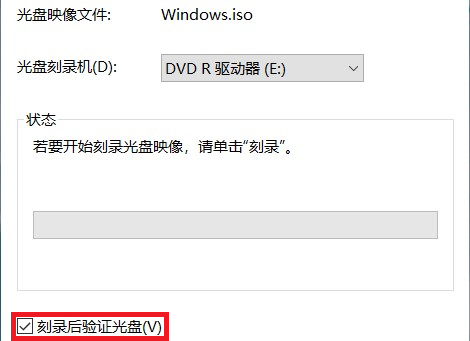 光盘映像文件: Windows.iso
光盘刻录机(D): DVD R 驱动器 (E:)
状态
若要开始刻录光盘映像，请单击“刻录”。
刻录后验证光盘(V)